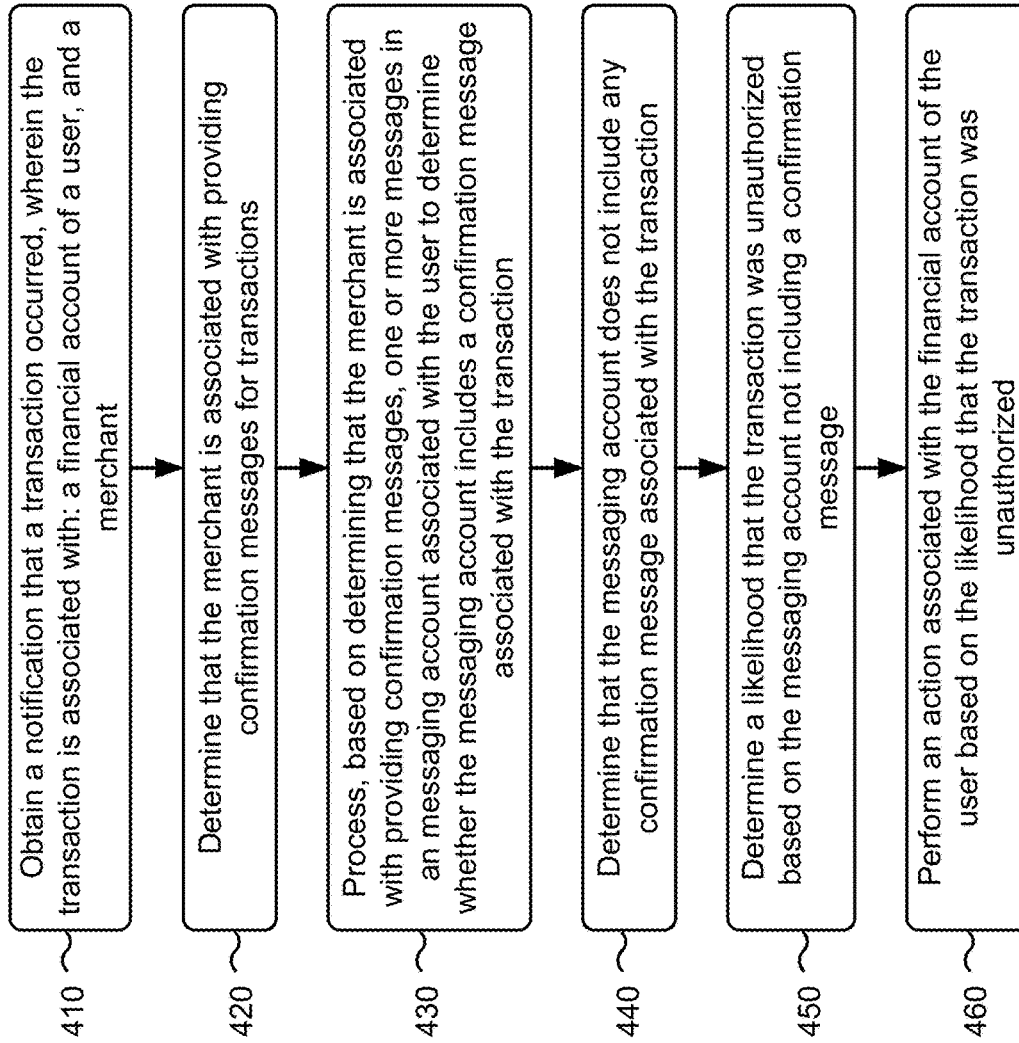 410
Obtain a notification that a transaction occurred, wherein the
transaction is associated with: a financial account of a user, and a
merchant
420
Determine that the merchant is associated with providing
confirmation messages for transactions
430
Process, based on determining that the merchant is associated
with providing confirmation messages, one or more messages in
an messaging account associated with the user to determine
whether the messaging account includes a confirmation message
associated with the transaction
440
Determine that the messaging account does not include any
confirmation message associated with the transaction
450
Determine a likelihood that the transaction was unauthorized
based on the messaging account not including a confirmation
message
460
Perform an action associated with the financial account of the
user based on the likelihood that the transaction was
unauthorized